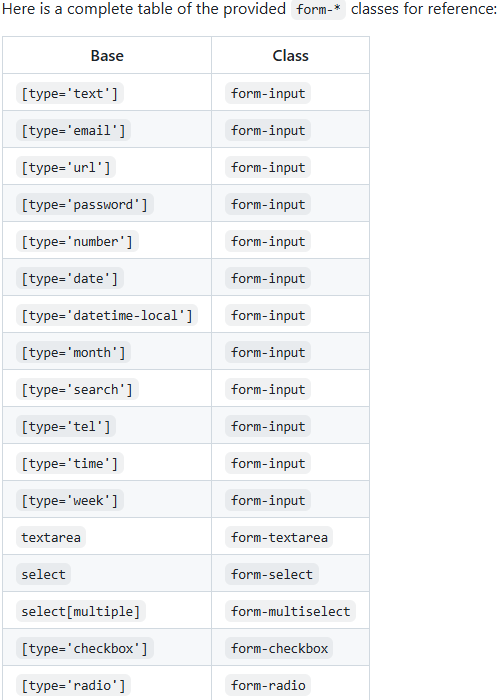 Here is a complete table of the provided form-* classes for reference:
Base Class
[type='text'] form-input
[type='email'] form-input
[type='url'] form-input
[type='password'] form-input
[type='number'] form-input
[type='date'] form-input
[type='datetime-local'] form-input
[type='month'] form-input
[type='search'] form-input
[type='tel'] form-input
[type='time'] form-input
[type='week'] form-input
textarea form-textarea
select form-select
select[multiple] form-multiselect
[type='checkbox'] form-checkbox
[type='radio'] form-radio